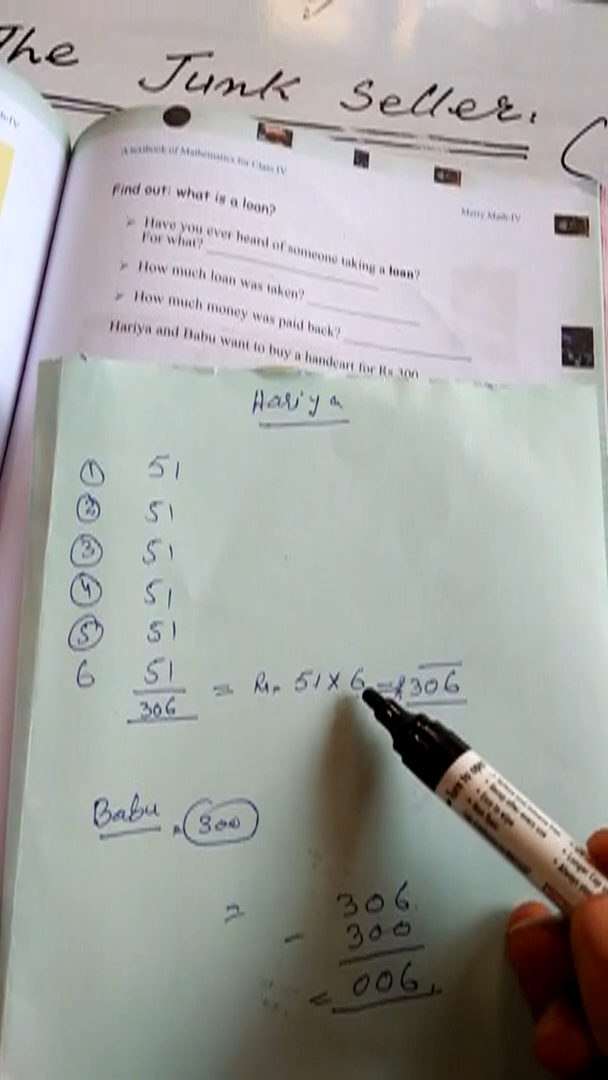 The Junk Seller. (
A textbook of Mathematics for Class IV
Merry Math-IV
Find out: what is a loan?
➢ Have you ever heard of someone taking a loan?
For what?
➢ How much loan was taken?
➢ How much money was paid back?
Hariya and Babu want to buy a handcart for Rs 300
Hariya
① 51
② 51
③ 51
④ 51
⑤ 51
6 51
306 = Rs. 51 × 6 = 306
Babu 300
= 306
- 300
= 006